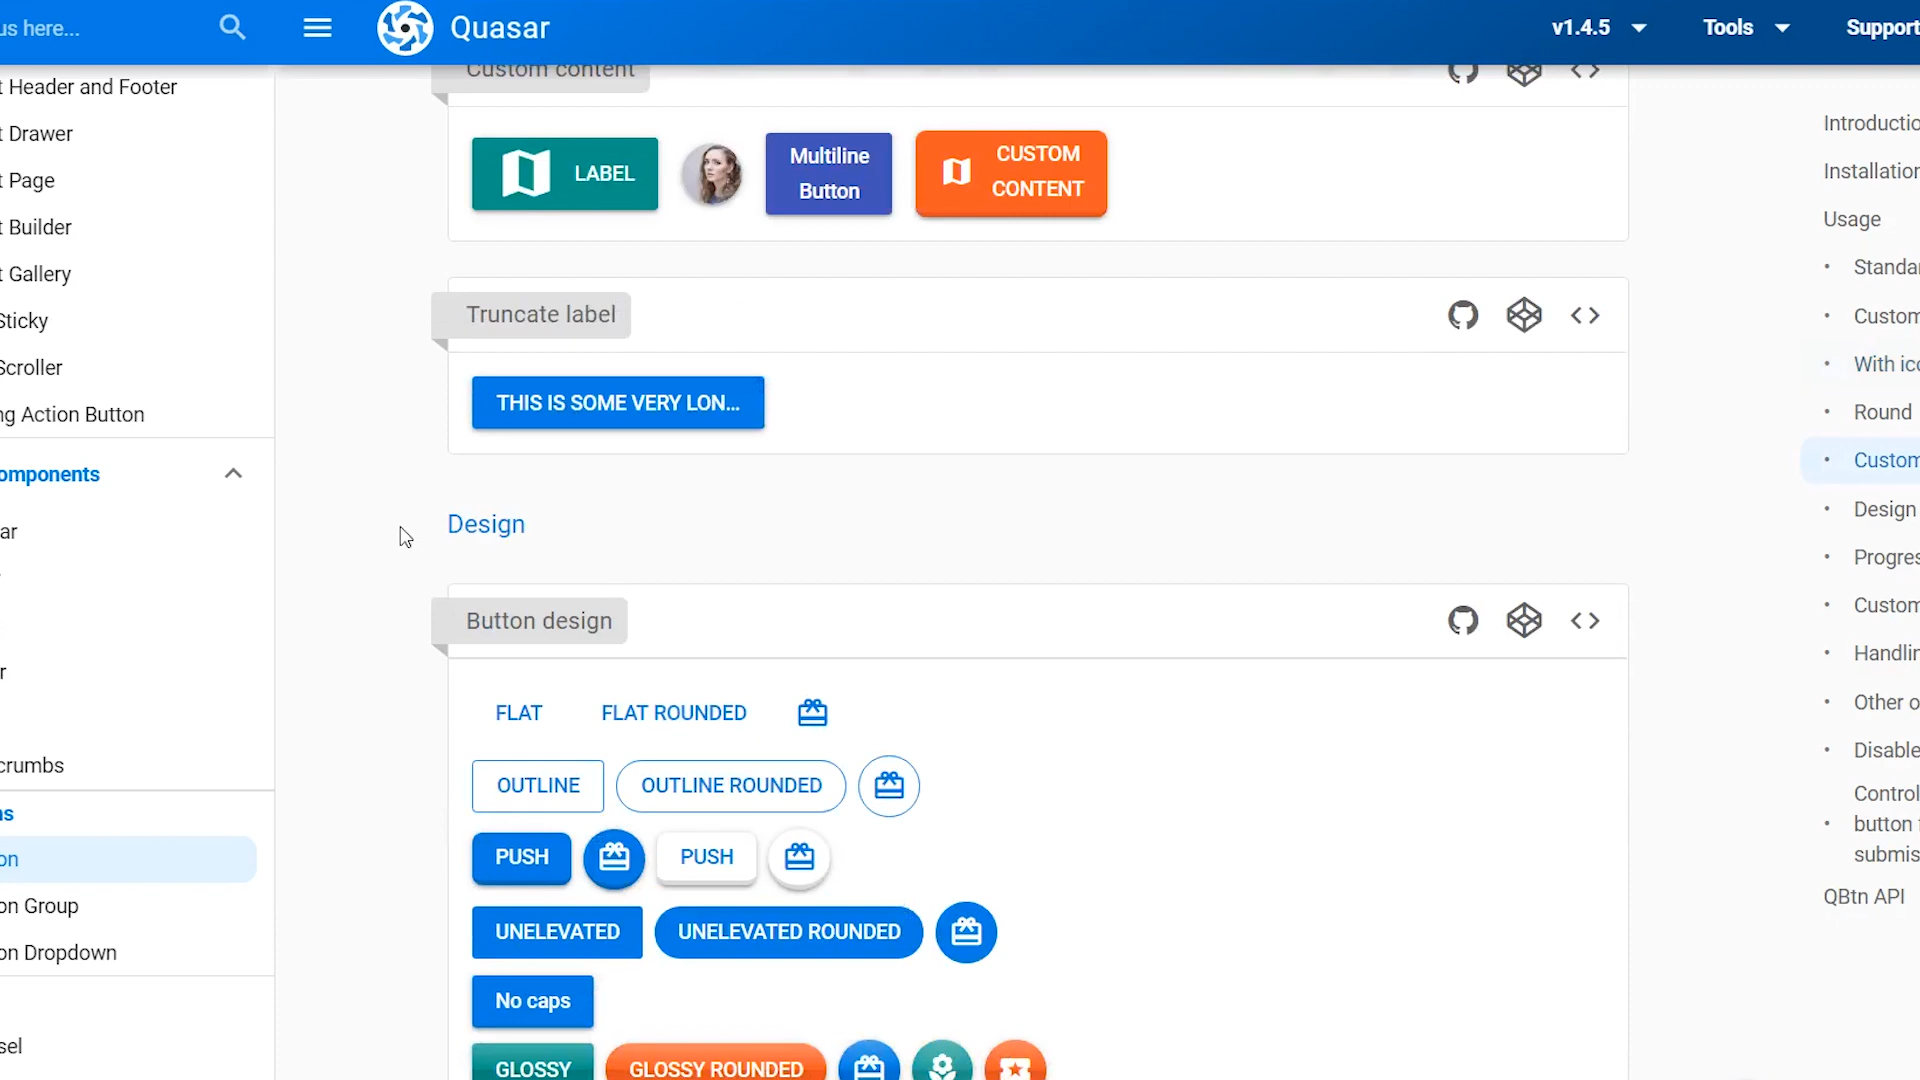 us here...
Quasar
v1.4.5
Tools
Support
t Header and Footer
t Drawer
t Page
t Builder
t Gallery
Sticky
Scroller
ng Action Button
omponents
ar
r
crumbs
ns
on
on Group
on Dropdown
sel
Custom content
LABEL
Multiline
Button
CUSTOM
CONTENT
Truncate label
THIS IS SOME VERY LON...
Design
Button design
FLAT
FLAT ROUNDED
OUTLINE
OUTLINE ROUNDED
PUSH
PUSH
UNELEVATED
UNELEVATED ROUNDED
No caps
GLOSSY
GLOSSY ROUNDED
Introductio
Installation
Usage
• Standar
• Custom
• With ico
• Round
• Custom
• Design
• Progres
• Custom
• Handlin
• Other o
• Disable
Control
• button f
submis
QBtn API